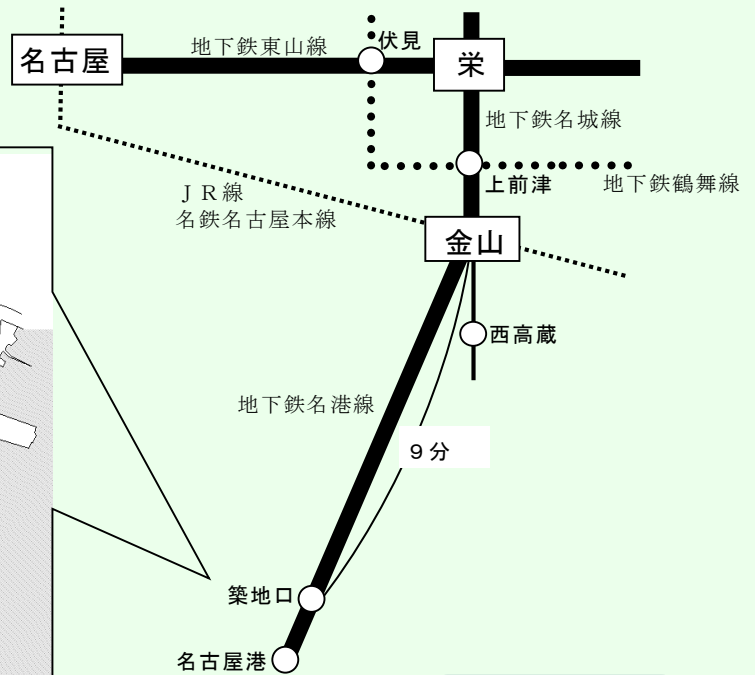 地下鉄東山線
伏見
名古屋
栄
地下鉄名城線
上前津
地下鉄鶴舞線
ＪＲ線
名鉄名古屋本線
金山
西高蔵
地下鉄名港線
９分
築地口
名古屋港